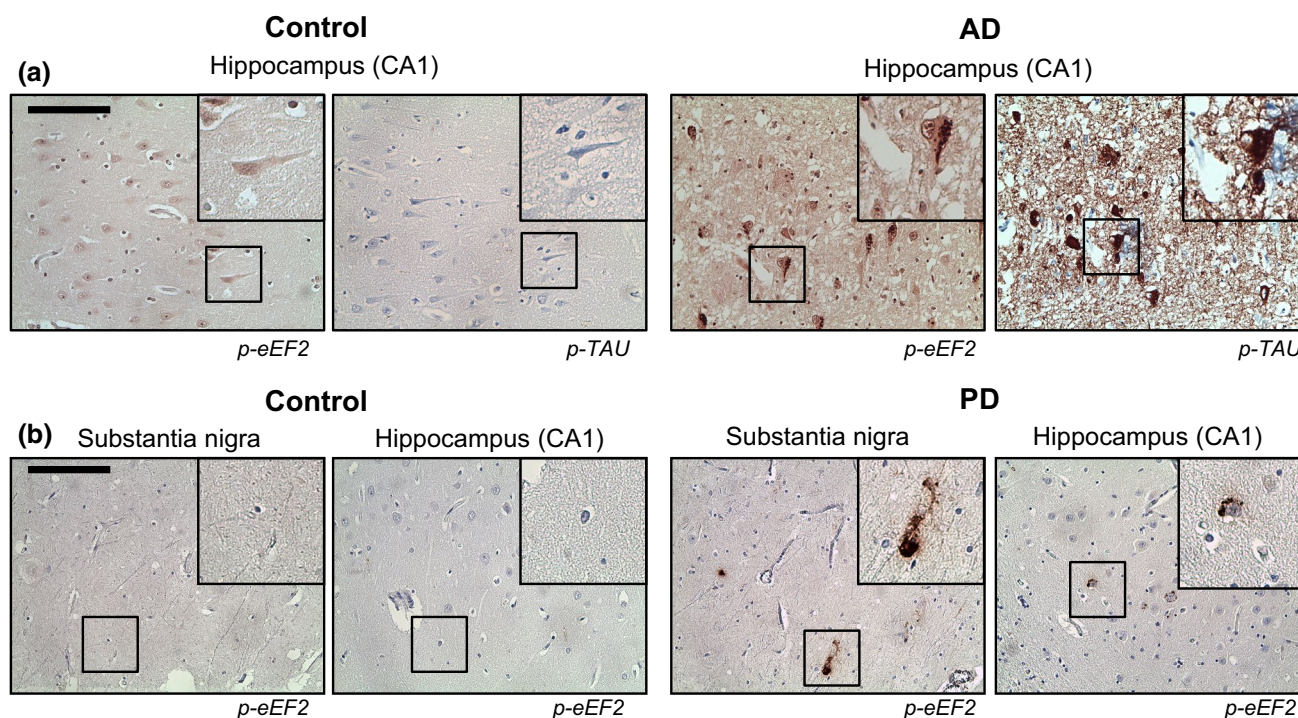 Control
AD
(a)
Hippocampus (CA1)
Hippocampus (CA1)
p-eEF2
p-TAU
p-eEF2
p-TAU
Control
PD
(b)
Substantia nigra
Hippocampus (CA1)
Substantia nigra
Hippocampus (CA1)
p-eEF2
p-eEF2
p-eEF2
p-eEF2